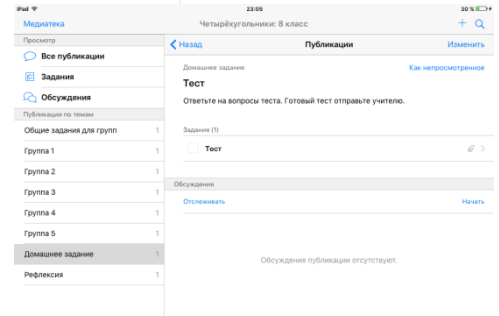 iPad 23:05 30 %
Медиатека Четырёхугольники: 8 класс
Просмотр
Все публикации
Задания
Обсуждения
Публикации по темам
Общие задания для групп 1
Группа 1 1
Группа 2 1
Группа 3 1
Группа 4 1
Группа 5 1
Домашнее задание 1
Рефлексия 1
Назад Публикации Изменить
Домашнее задание Как непросмотренное
Тест
Ответьте на вопросы теста. Готовый тест отправьте учителю.
Задания (1)
Тест
Обсуждения
Отслеживать Начать
Обсуждения публикации отсутствуют.